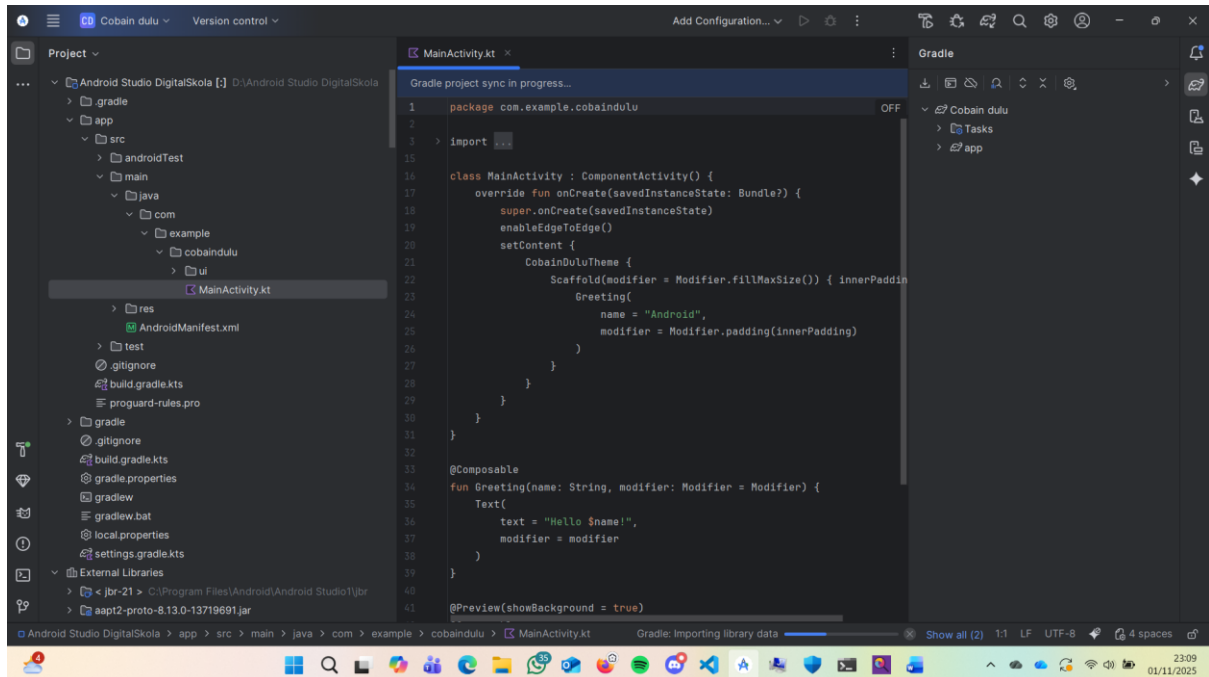 CD Cobain dulu Version control Add Configuration...
Project
Android Studio DigitalSkola [:] D:\Android Studio DigitalSkola
.gradle
app
src
androidTest
main
java
com
example
cobaindulu
ui
MainActivity.kt
res
AndroidManifest.xml
test
.gitignore
build.gradle.kts
proguard-rules.pro
gradle
.gitignore
build.gradle.kts
gradle.properties
gradlew
gradlew.bat
local.properties
settings.gradle.kts
External Libraries
< jbr-21 > C:\Program Files\Android\Android Studio1\jbr
aapt2-proto-8.13.0-13719691.jar
MainActivity.kt
Gradle project sync in progress...
OFF
1 package com.example.cobaindulu
2
3 import ...
15
16 class MainActivity : ComponentActivity() {
17 override fun onCreate(savedInstanceState: Bundle?) {
18 super.onCreate(savedInstanceState)
19 enableEdgeToEdge()
20 setContent {
21 CobainDuluTheme {
22 Scaffold(modifier = Modifier.fillMaxSize()) { innerPaddin
23 Greeting(
24 name = "Android",
25 modifier = Modifier.padding(innerPadding)
26 )
27 }
28 }
29 }
30 }
31 }
32
33 @Composable
34 fun Greeting(name: String, modifier: Modifier = Modifier) {
35 Text(
36 text = "Hello $name!",
37 modifier = modifier
38 )
39 }
40
41 @Preview(showBackground = true)
Gradle
Cobain dulu
Tasks
app
Android Studio DigitalSkola > app > src > main > java > com > example > cobaindulu > MainActivity.kt Gradle: Importing library data Show all (2) 1:1 LF UTF-8 4 spaces
35
23:09
01/11/2025